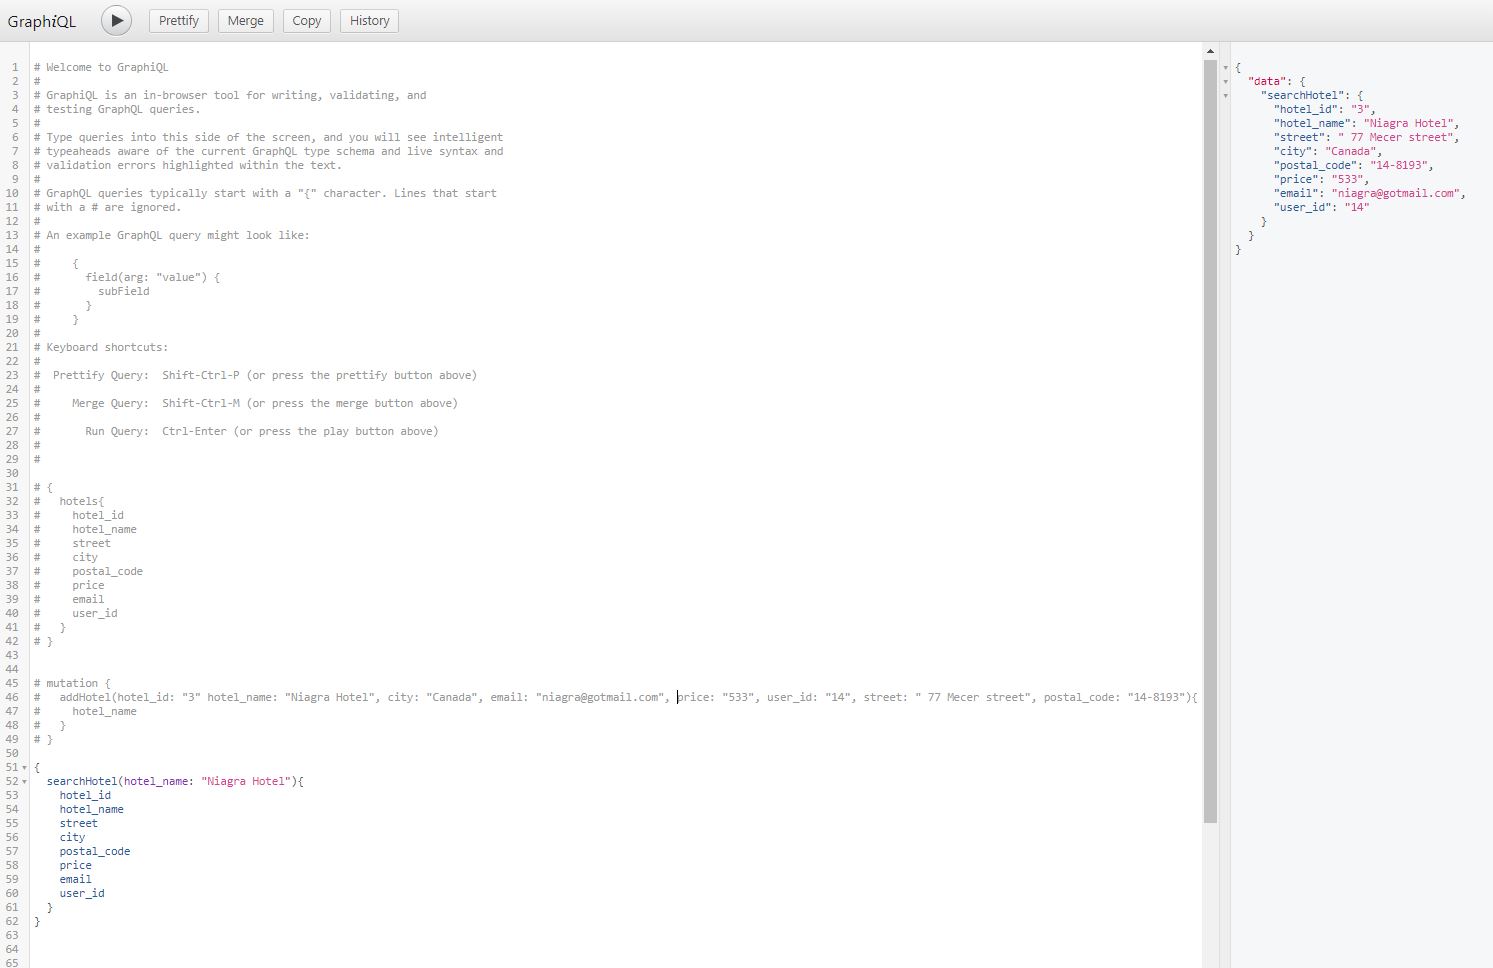 GraphiQL
Prettify
Merge
Copy
History
1 # Welcome to GraphiQL
2 #
3 # GraphiQL is an in-browser tool for writing, validating, and
4 # testing GraphQL queries.
5 #
6 # Type queries into this side of the screen, and you will see intelligent
7 # typeaheads aware of the current GraphQL type schema and live syntax and
8 # validation errors highlighted within the text.
9 #
10 # GraphQL queries typically start with a "{" character. Lines that start
11 # with a # are ignored.
12 #
13 # An example GraphQL query might look like:
14 #
15 #     {
16 #       field(arg: "value") {
17 #         subField
18 #       }
19 #     }
20 #
21 # Keyboard shortcuts:
22 #
23 #  Prettify Query:  Shift-Ctrl-P (or press the prettify button above)
24 #
25 #     Merge Query:  Shift-Ctrl-M (or press the merge button above)
26 #
27 #       Run Query:  Ctrl-Enter (or press the play button above)
28 #
29 #
30
31 # {
32 #   hotels{
33 #     hotel_id
34 #     hotel_name
35 #     street
36 #     city
37 #     postal_code
38 #     price
39 #     email
40 #     user_id
41 #   }
42 # }
43
44
45 # mutation {
46 #   addHotel(hotel_id: "3" hotel_name: "Niagra Hotel", city: "Canada", email: "niagra@gotmail.com", price: "533", user_id: "14", street: " 77 Mecer street", postal_code: "14-8193"){
47 #     hotel_name
48 #   }
49 # }
50
51 {
52   searchHotel(hotel_name: "Niagra Hotel"){
53     hotel_id
54     hotel_name
55     street
56     city
57     postal_code
58     price
59     email
60     user_id
61   }
62 }
63
64
65
{
  "data": {
    "searchHotel": {
      "hotel_id": "3",
      "hotel_name": "Niagra Hotel",
      "street": " 77 Mecer street",
      "city": "Canada",
      "postal_code": "14-8193",
      "price": "533",
      "email": "niagra@gotmail.com",
      "user_id": "14"
    }
  }
}